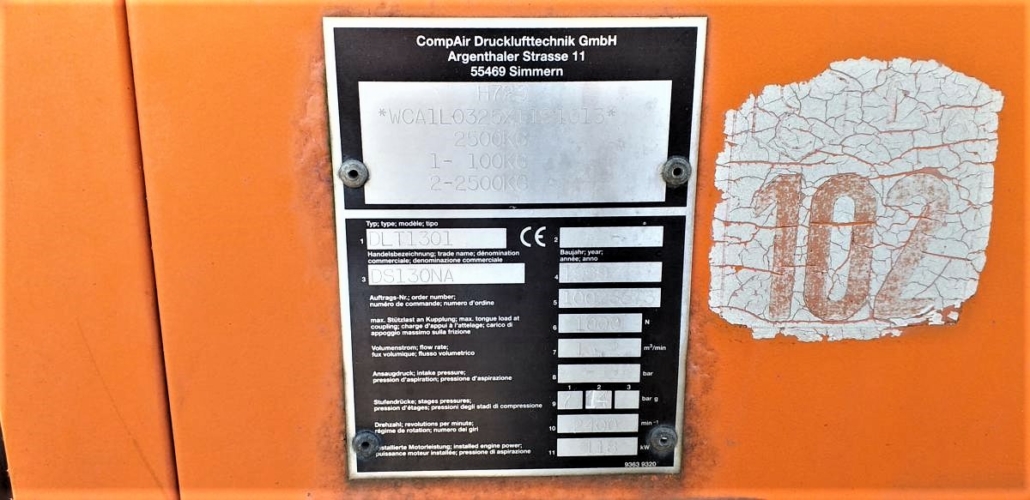 CompAir Drucklufttechnik GmbH
Argenthaler Strasse 11
55469 Simmern
2500KG
1- 100KG
2-2500KG
Typ; type; modèle; tipo
1 DLT1301 CE 2
Handelsbezeichnung; trade name; dénomination
commerciale; denominazione commerciale
Baujahr; year;
année; anno
3 DS130NA 4
Auftrags-Nr.; order number;
numéro de commande; numero d'ordine
5
max. Stützlast an Kupplung; max. tongue load at
coupling; charge d'appui à l'attelage; carico di
appoggio massimo sulla frizione
6 1000 N
Volumenstrom; flow rate;
fux volumique; flusso volumetrico
7 m³/min
Ansaugdruck; intake pressure;
pression d'aspiration; pressione d'aspirazione
8 bar
1 2 3
Stufendrücke; stages pressures;
pression d'étages; pressioni degli stadi di compressione
9 bar g
Drehzahl; revolutions per minute;
régime de rotation; numero dei giri
10 2400 min⁻¹
installierte Motorleistung; installed engine power;
puissance moteur installée; pressione di aspirazione
11 118 kW
9363 9320
102